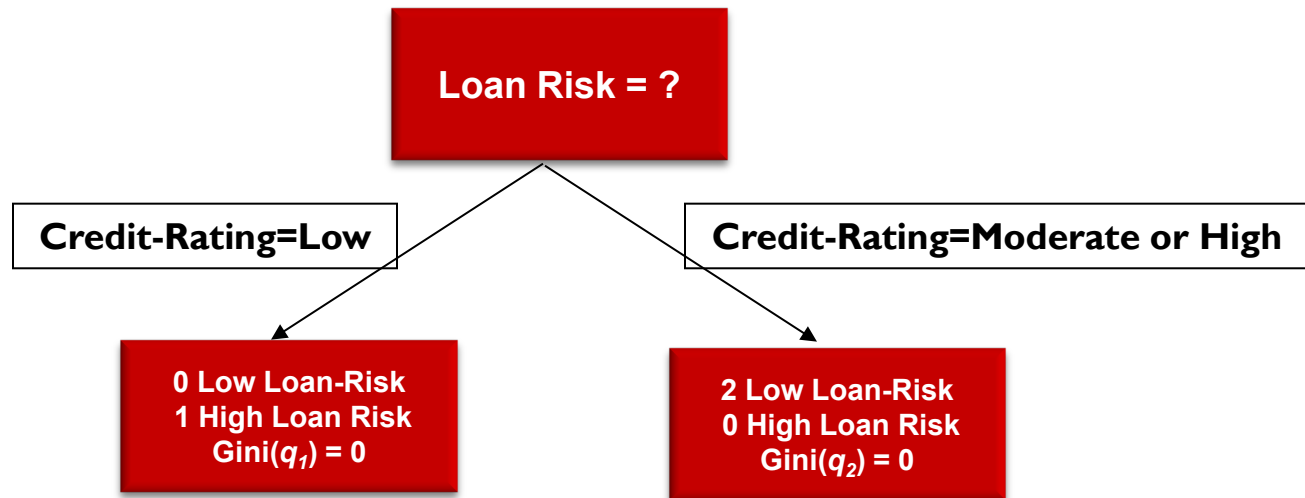 Loan Risk = ?
Credit-Rating=Low
Credit-Rating=Moderate or High
0 Low Loan-Risk
1 High Loan Risk
Gini(q1) = 0
2 Low Loan-Risk
0 High Loan Risk
Gini(q2) = 0